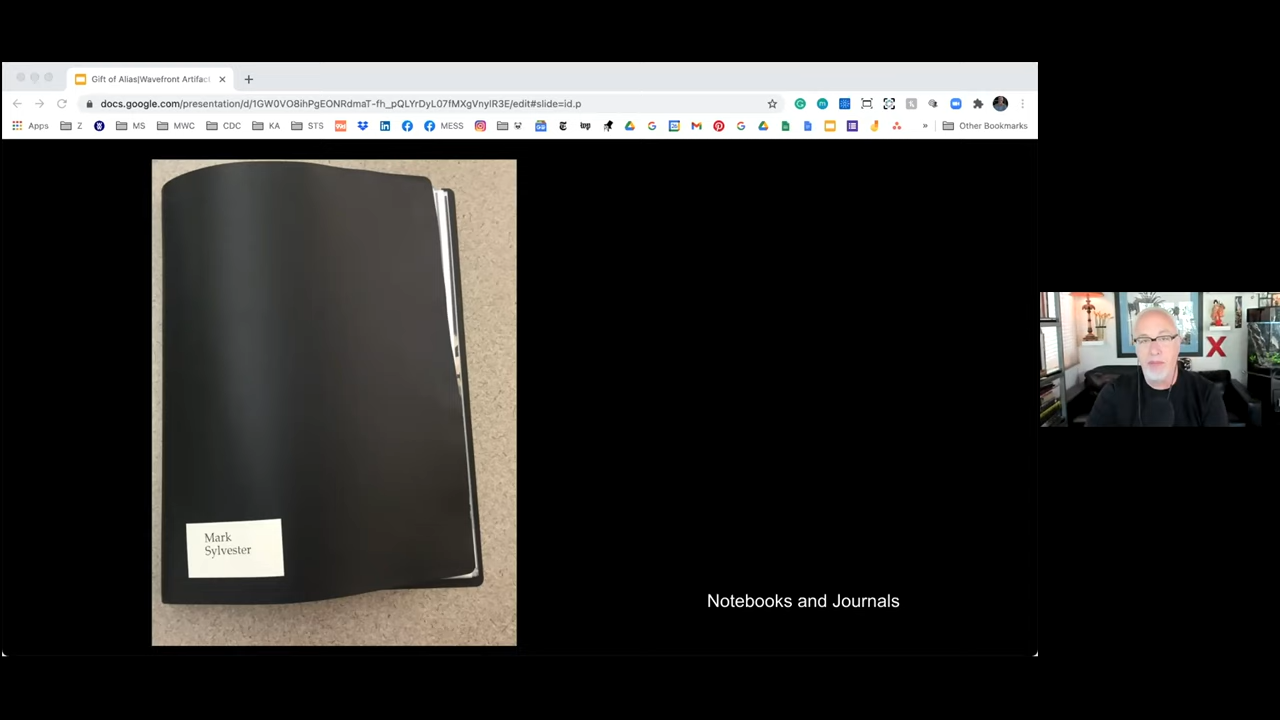 Gift of Alias|Wavefront Artifac
docs.google.com/presentation/d/1GW0VO8ihPgEONRdmaT-fh_pQLYrDyL07fMXgVnyIR3E/edit#slide=id.p
Apps Z MS MWC CDC KA STS MESS Other Bookmarks
Mark
Sylvester
Notebooks and Journals
X